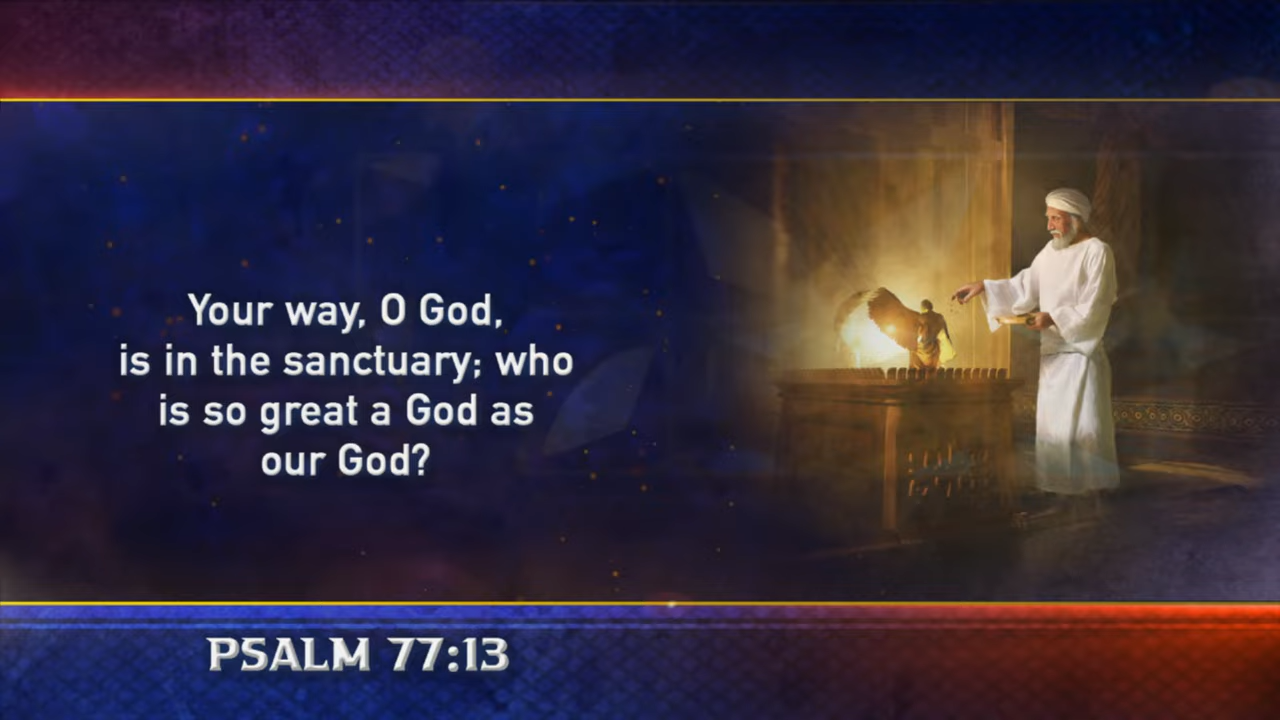 Your way, O God,
is in the sanctuary; who
is so great a God as
our God?
PSALM 77:13